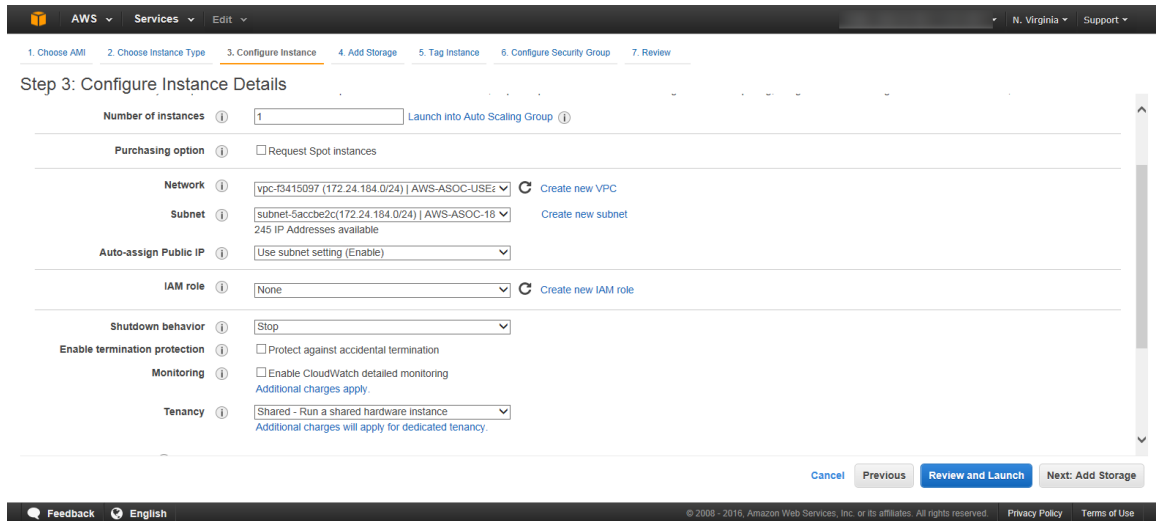 AWS Services Edit N. Virginia Support
1. Choose AMI 2. Choose Instance Type 3. Configure Instance 4. Add Storage 5. Tag Instance 6. Configure Security Group 7. Review
Step 3: Configure Instance Details
Number of instances 1 Launch into Auto Scaling Group
Purchasing option Request Spot instances
Network vpc-f3415097 (172.24.184.0/24) | AWS-ASOC-USEa Create new VPC
Subnet subnet-5accbe2c(172.24.184.0/24) | AWS-ASOC-18 Create new subnet
245 IP Addresses available
Auto-assign Public IP Use subnet setting (Enable)
IAM role None Create new IAM role
Shutdown behavior Stop
Enable termination protection Protect against accidental termination
Monitoring Enable CloudWatch detailed monitoring
Additional charges apply.
Tenancy Shared - Run a shared hardware instance
Additional charges will apply for dedicated tenancy.
Cancel Previous Review and Launch Next: Add Storage
Feedback English © 2008 - 2016, Amazon Web Services, Inc. or its affiliates. All rights reserved. Privacy Policy Terms of Use